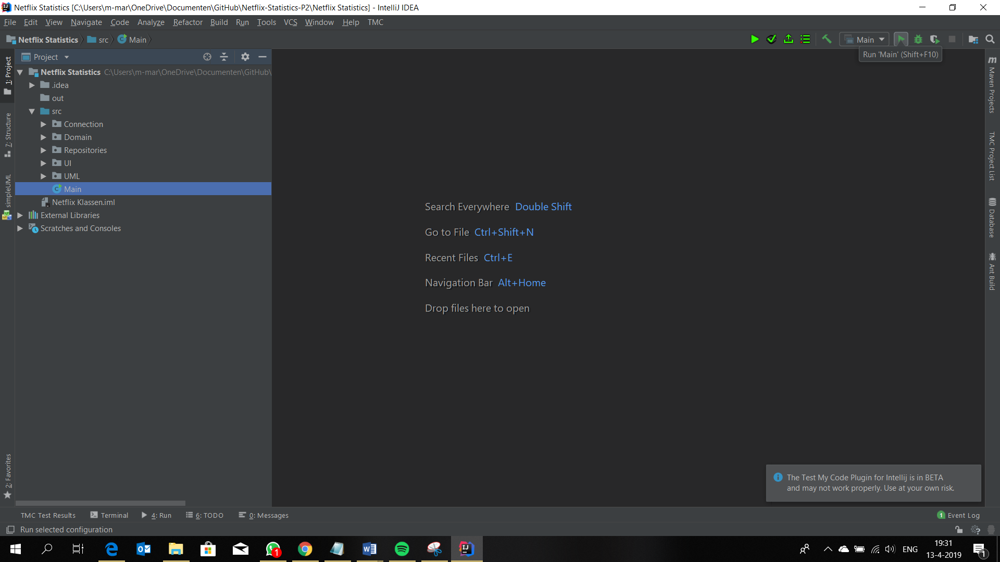 Netflix Statistics [C:\Users\m-mar\OneDrive\Documenten\GitHub\Netflix-Statistics-P2\Netflix Statistics] - IntelliJ IDEA
File Edit View Navigate Code Analyze Refactor Build Run Tools VCS Window Help TMC
Netflix Statistics src Main
Main
Run 'Main' (Shift+F10)
Project
Netflix Statistics C:\Users\m-mar\OneDrive\Documenten\GitHub\
.idea
out
src
Connection
Domain
Repositories
UI
UML
Main
Netflix Klassen.iml
External Libraries
Scratches and Consoles
1: Project
7: Structure
simpleUML
2: Favorites
Search Everywhere Double Shift
Go to File Ctrl+Shift+N
Recent Files Ctrl+E
Navigation Bar Alt+Home
Drop files here to open
m Maven Projects
TMC Project List
Database
Ant Build
The Test My Code Plugin for Intellij is in BETA
and may not work properly. Use at your own risk.
TMC Test Results Terminal 4: Run 6: TODO 0: Messages 1 Event Log
Run selected configuration
1
ENG
19:31
13-4-2019
1